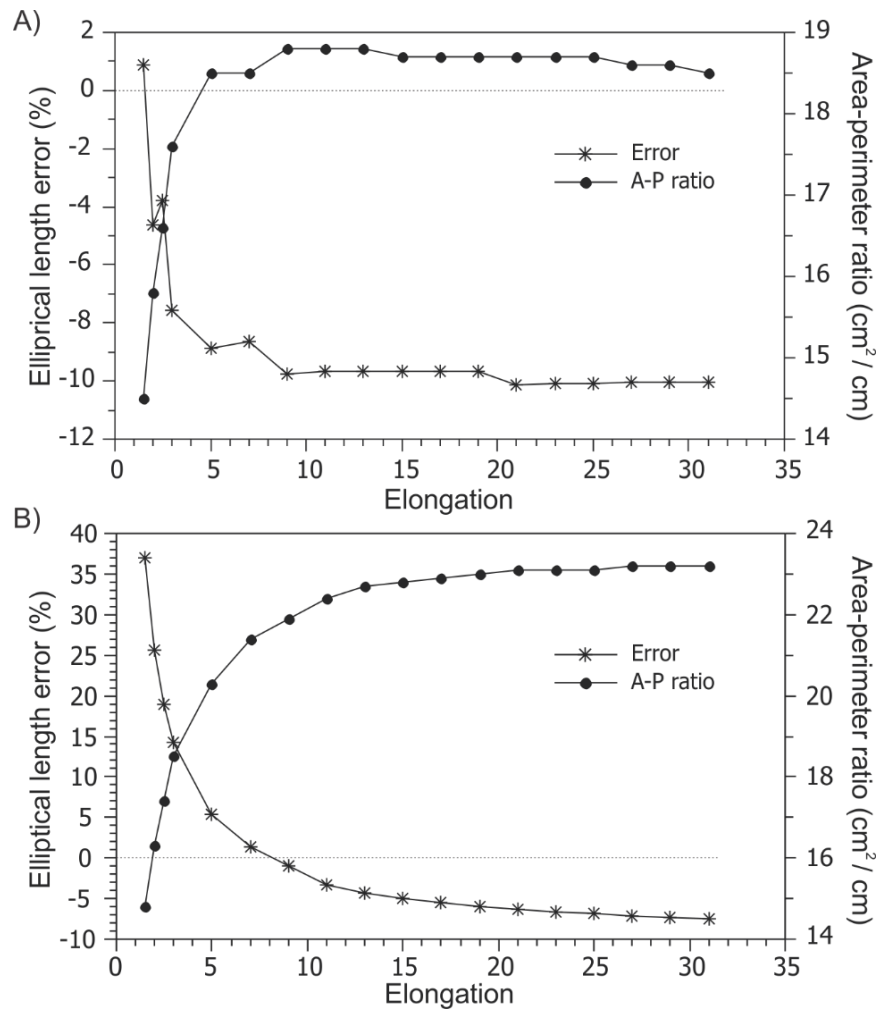 A)
2
0
-2
-4
-6
-8
-10
-12
Elliprical length error (%)
19
18
17
16
15
14
Area-perimeter ratio (cm² / cm)
Error
A-P ratio
0 5 10 15 20 25 30 35
Elongation
B)
40
35
30
25
20
15
10
5
0
-5
-10
Elliptical length error (%)
24
22
20
18
16
14
Area-perimeter ratio (cm² / cm)
Error
A-P ratio
0 5 10 15 20 25 30 35
Elongation